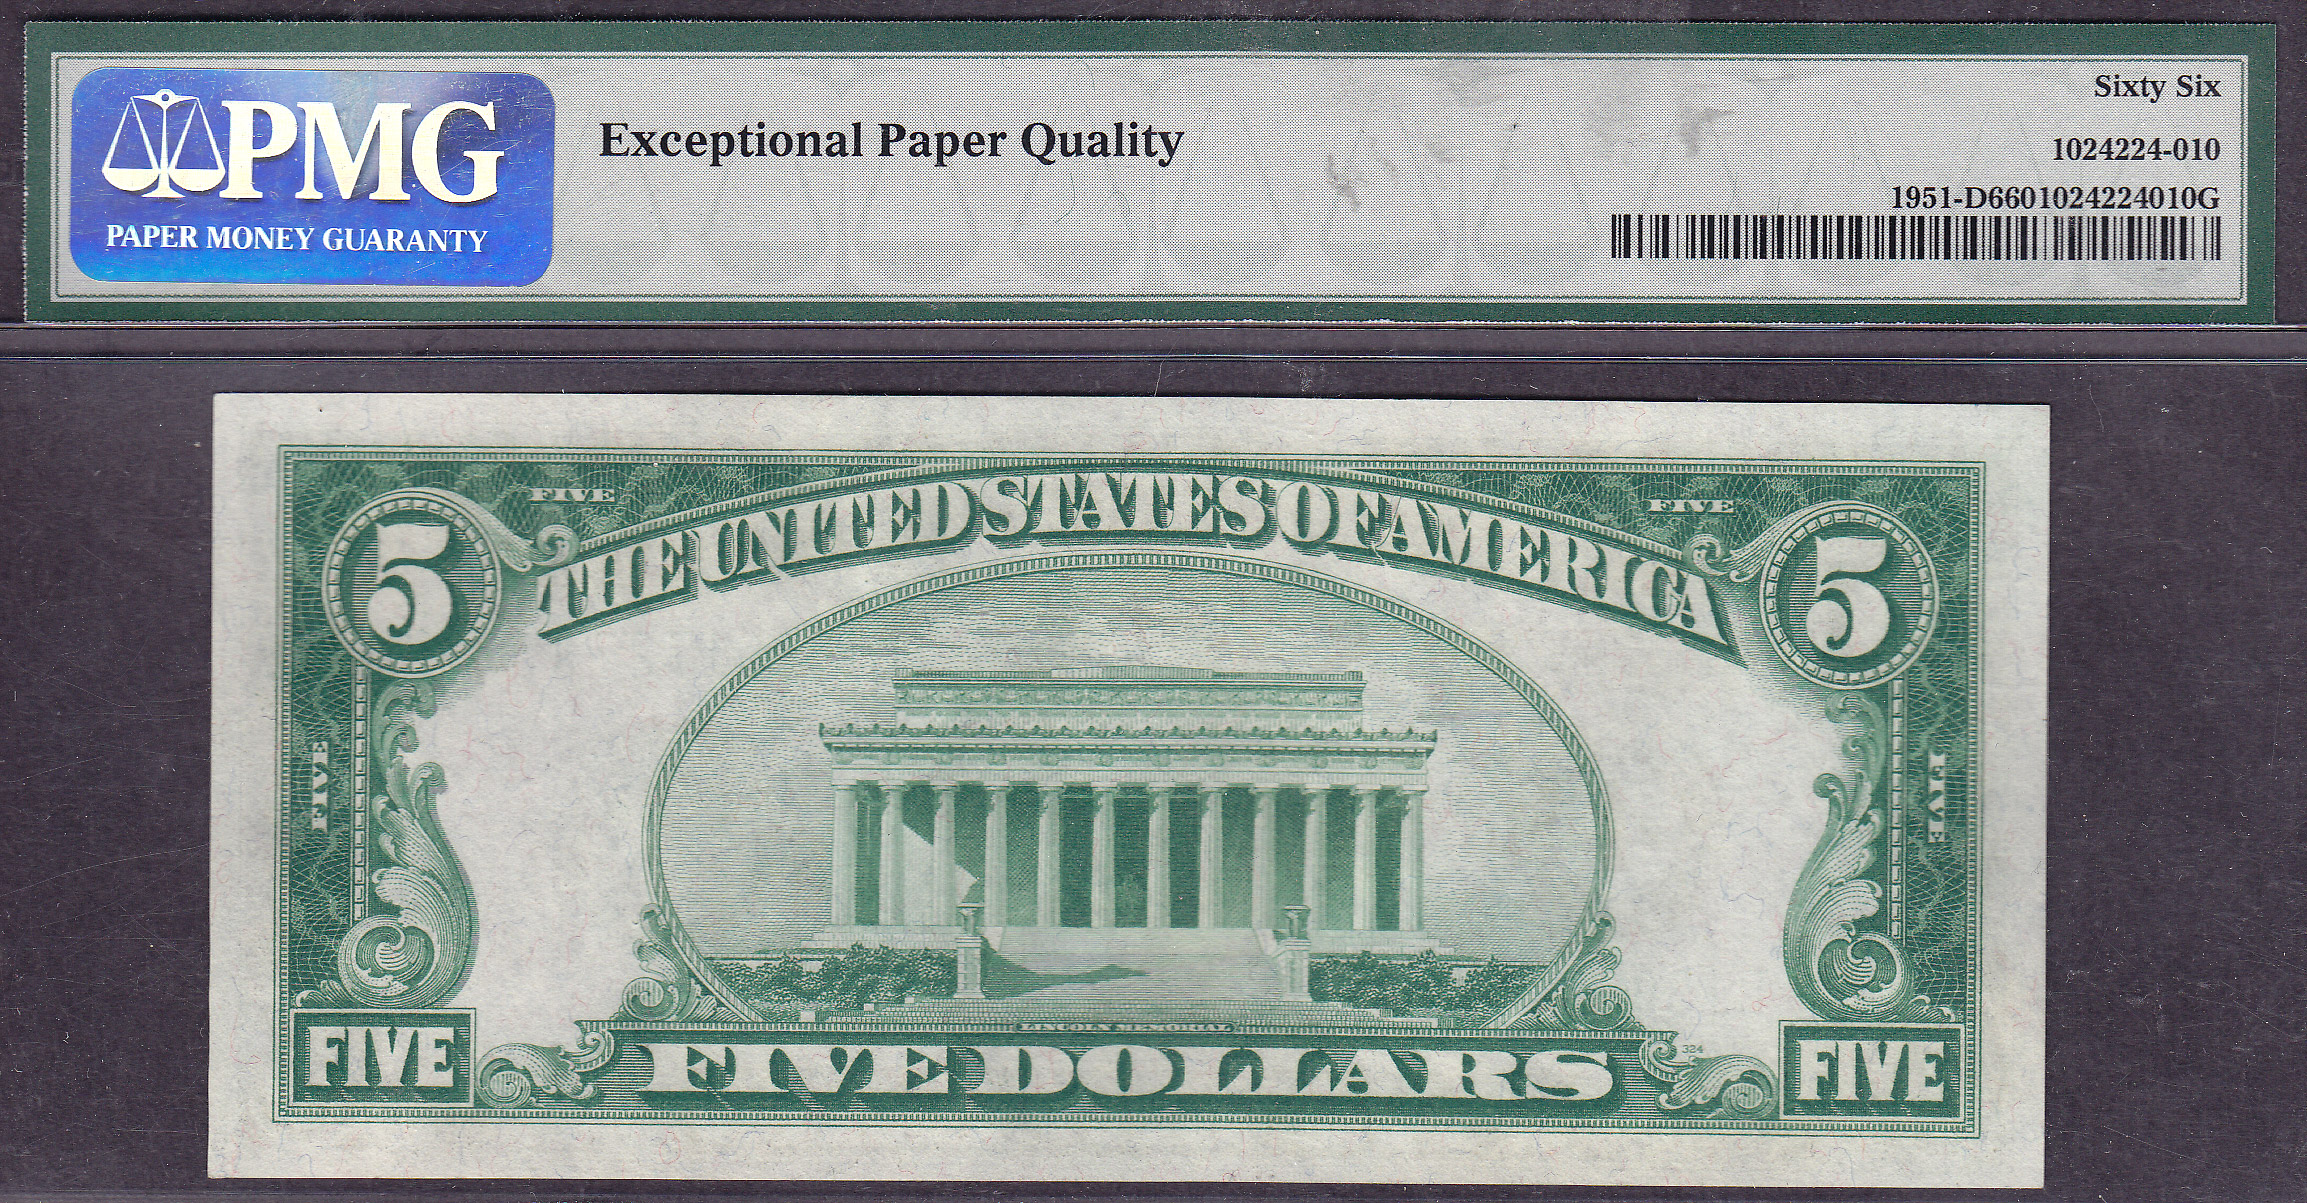 PMG
PAPER MONEY GUARANTY
Exceptional Paper Quality
Sixty Six
1024224-010
1951-D6601024224010G
FIVE
FIVE
5
THE UNITED STATES OF AMERICA
5
FIVE
FIVE
LINCOLN MEMORIAL
FIVE
FIVE DOLLARS
324
FIVE